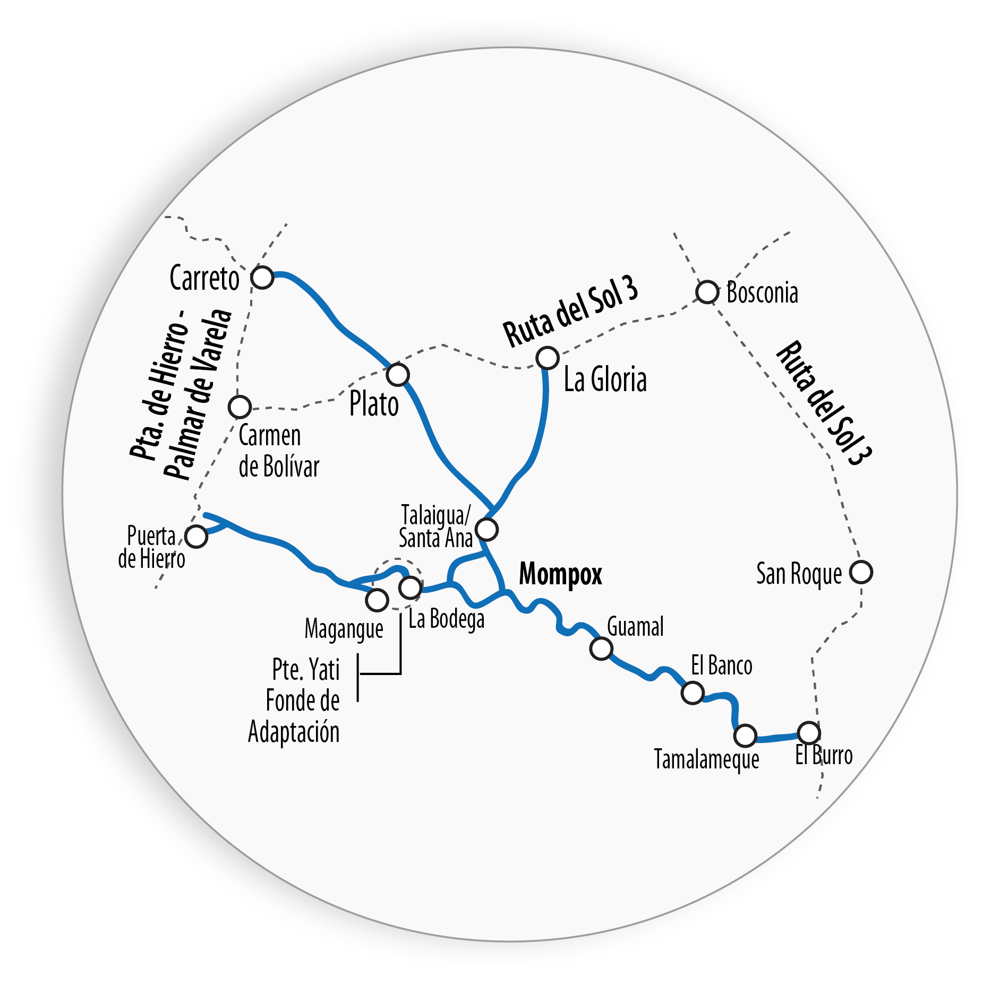 Carreto
Pta. de Hierro -
Palmar de Varela
Ruta del Sol 3
Bosconia
La Gloria
Plato
Ruta del Sol 3
Carmen
de Bolívar
Talaigua/
Santa Ana
Puerta
de Hierro
Mompox
San Roque
Magangue
La Bodega
Guamal
Pte. Yati
Fonde de
Adaptación
El Banco
Tamalameque
El Burro